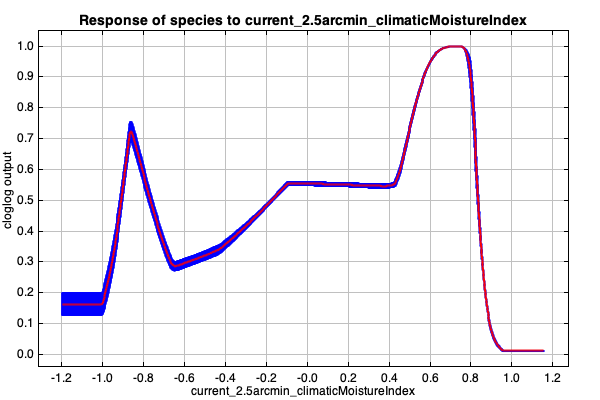 Response of species to current_2.5arcmin_climaticMoistureIndex
cloglog output
1.0
0.9
0.8
0.7
0.6
0.5
0.4
0.3
0.2
0.1
0.0
-1.2 -1.0 -0.8 -0.6 -0.4 -0.2 -0.0 0.2 0.4 0.6 0.8 1.0 1.2
current_2.5arcmin_climaticMoistureIndex